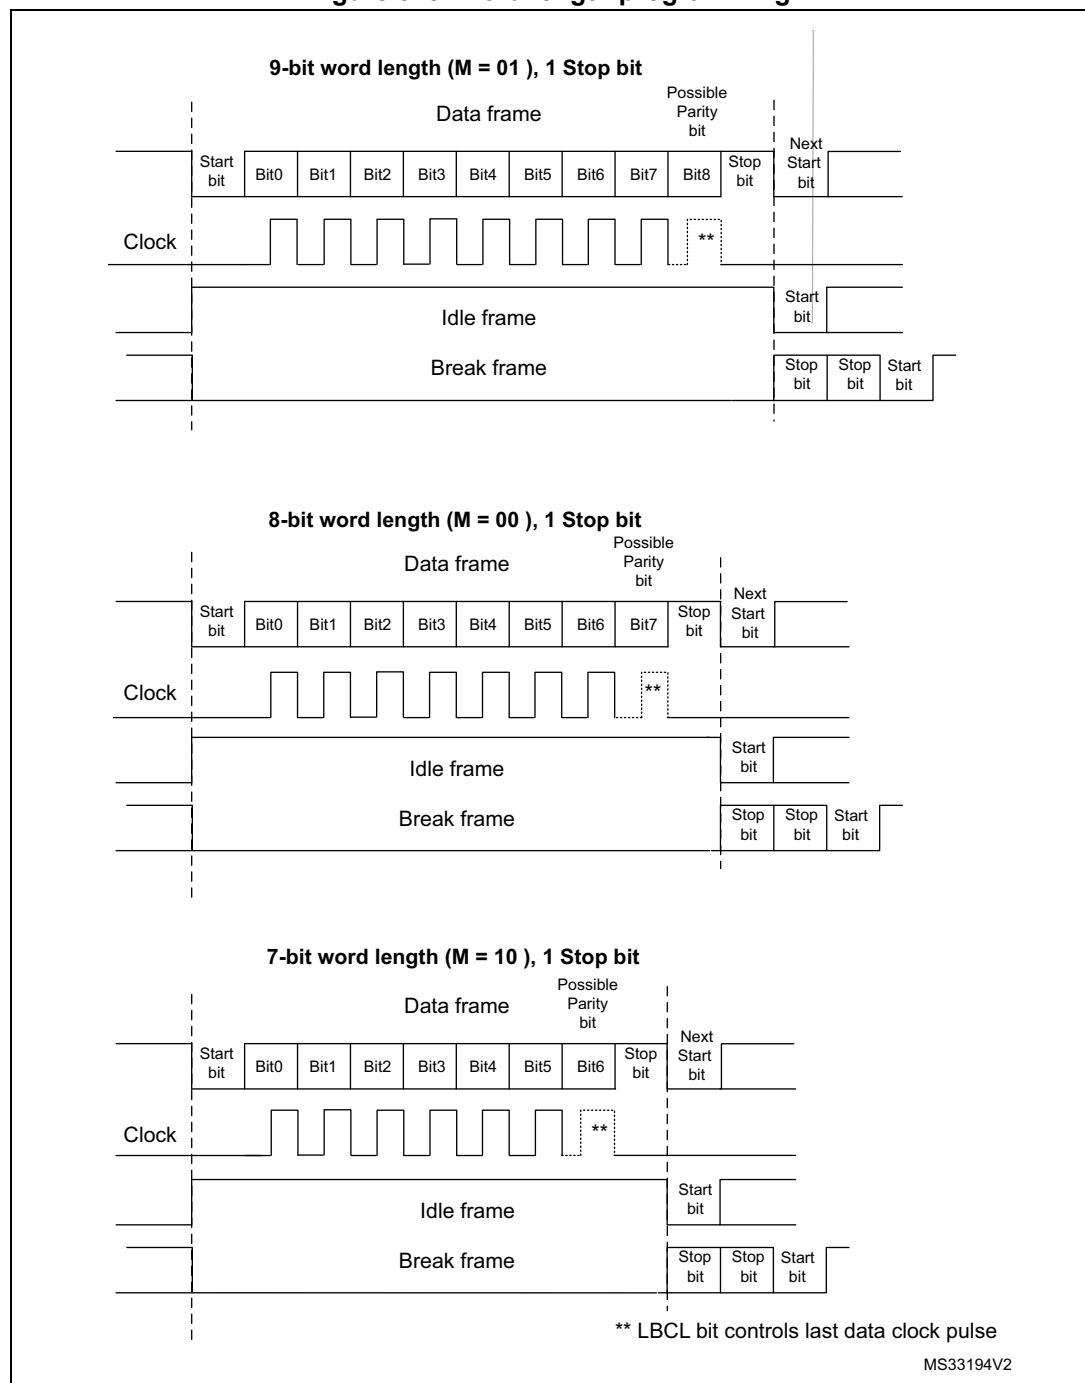 9-bit word length (M = 01 ), 1 Stop bit
Data frame
Possible
Parity
bit
Start
bit
Bit0 Bit1 Bit2 Bit3 Bit4 Bit5 Bit6 Bit7 Bit8
Stop
bit
Next
Start
bit
Clock
**
Idle frame
Start
bit
Break frame
Stop
bit
Stop
bit
Start
bit
8-bit word length (M = 00 ), 1 Stop bit
Data frame
Possible
Parity
bit
Start
bit
Bit0 Bit1 Bit2 Bit3 Bit4 Bit5 Bit6 Bit7
Stop
bit
Next
Start
bit
Clock
**
Idle frame
Start
bit
Break frame
Stop
bit
Stop
bit
Start
bit
7-bit word length (M = 10 ), 1 Stop bit
Data frame
Possible
Parity
bit
Start
bit
Bit0 Bit1 Bit2 Bit3 Bit4 Bit5 Bit6
Stop
bit
Next
Start
bit
Clock
**
Idle frame
Start
bit
Break frame
Stop
bit
Stop
bit
Start
bit
** LBCL bit controls last data clock pulse
MS33194V2